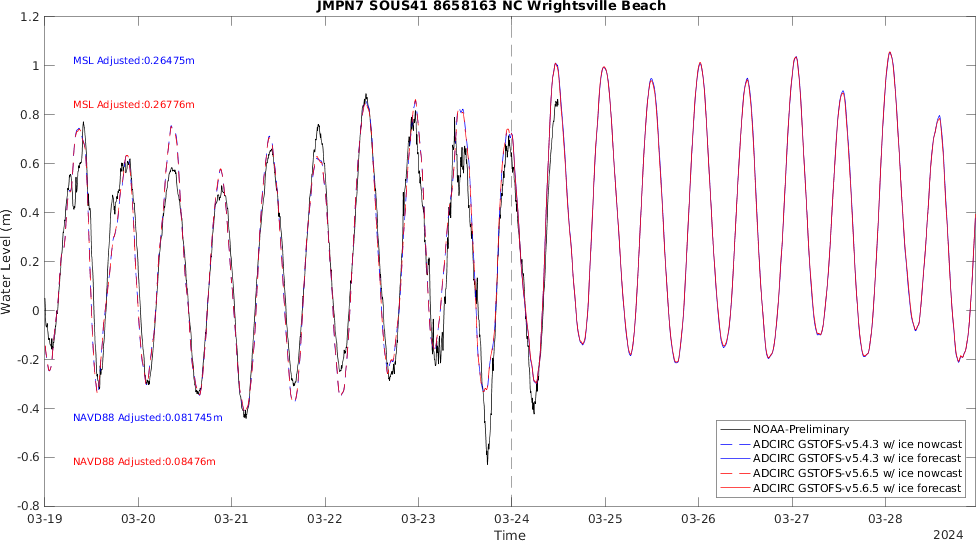 JMPN7 SOUS41 8658163 NC Wrightsville Beach
1.2
1
0.8
0.6
0.4
0.2
0
-0.2
-0.4
-0.6
-0.8
Water Level (m)
MSL Adjusted:0.26475m
MSL Adjusted:0.26776m
NAVD88 Adjusted:0.081745m
NAVD88 Adjusted:0.08476m
NOAA-Preliminary
ADCIRC GSTOFS-v5.4.3 w/ ice nowcast
ADCIRC GSTOFS-v5.4.3 w/ ice forecast
ADCIRC GSTOFS-v5.6.5 w/ ice nowcast
ADCIRC GSTOFS-v5.6.5 w/ ice forecast
03-19 03-20 03-21 03-22 03-23 03-24 03-25 03-26 03-27 03-28
Time
2024